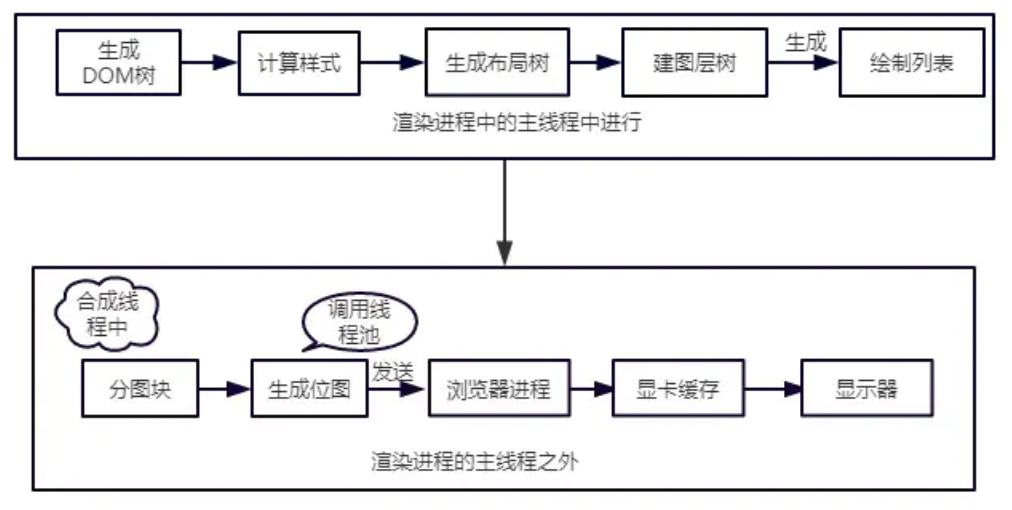 生成
DOM树
计算样式
生成布局树
建图层树
生成
绘制列表
渲染进程中的主线程中进行
合成线
程中
调用线
程池
分图块
生成位图
发送
浏览器进程
显卡缓存
显示器
渲染进程的主线程之外